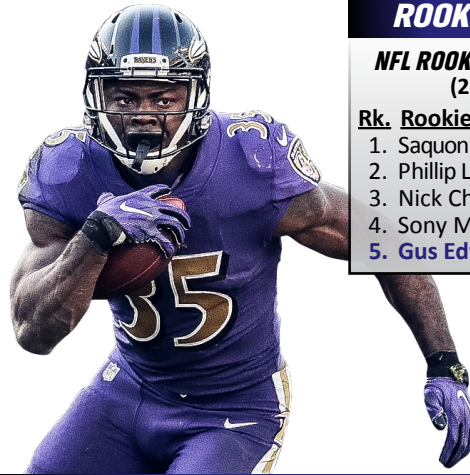 ROOK
NFL ROOK
(2
Rk. Rookie
1. Saquon
2. Phillip L
3. Nick Ch
4. Sony M
5. Gus Ed
RAVENS
35
35
35